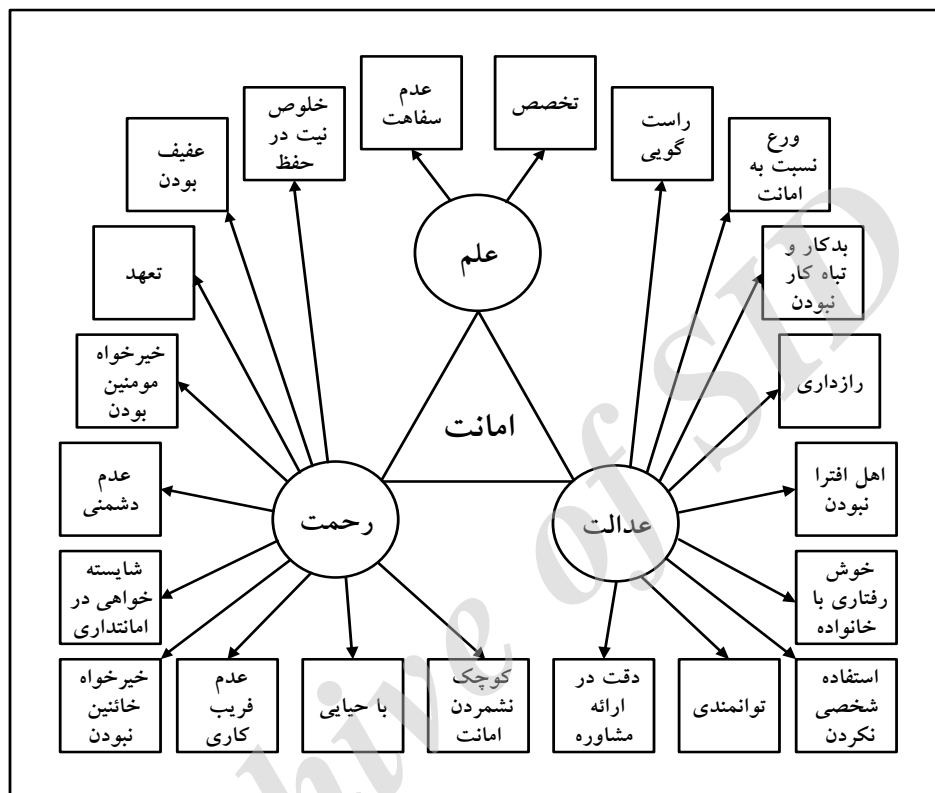 عدم
سفاهت
تخصص
راست
گویی
خلوص
نیت در
حفظ
ورع
نسبت به
امانت
عفیف
بودن
علم
بدکار و
تباه کار
نبودن
تعهد
خیرخواه
مومنین
بودن
رازداری
امانت
عدم
دشمنی
اهل افترا
نبودن
رحمت
عدالت
شایسته
خواهی در
امانتداری
خوش
رفتاری با
خانواده
خیرخواه
خائنین
نبودن
عدم
فریب
کاری
با حیایی
کوچک
نشمردن
امانت
دقت در
ارائه
مشاوره
توانمندی
استفاده
شخصی
نکردن
hive of SID